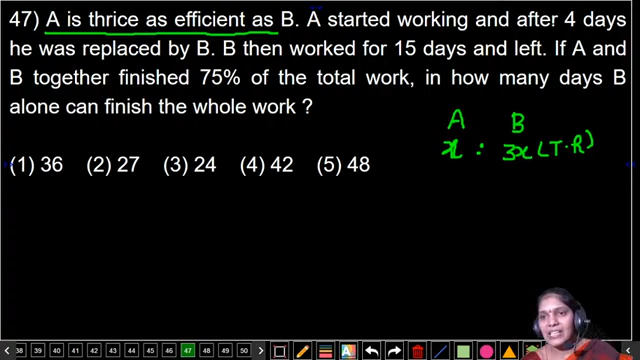 47) A is thrice as efficient as B. A started working and after 4 days
he was replaced by B. B then worked for 15 days and left. If A and
B together finished 75% of the total work, in how many days B
alone can finish the whole work ?
A B
x : 3x (T.R)
(1) 36 (2) 27 (3) 24 (4) 42 (5) 48
38 39 40 41 42 43 44 45 46 47 48 49 50